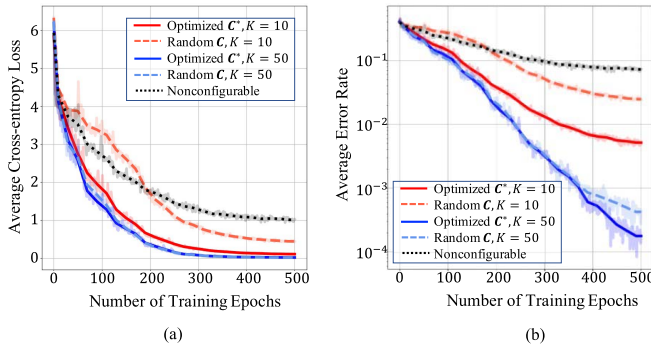 Average Cross-entropy Loss
6
5
4
3
2
1
0
Optimized C*, K = 10
Random C, K = 10
Optimized C*, K = 50
Random C, K = 50
Nonconfigurable
0 100 200 300 400 500
Number of Training Epochs
(a)
Average Error Rate
10⁻¹
10⁻²
10⁻³
10⁻⁴
Optimized C*, K = 10
Random C, K = 10
Optimized C*, K = 50
Random C, K = 50
Nonconfigurable
0 100 200 300 400 500
Number of Training Epochs
(b)